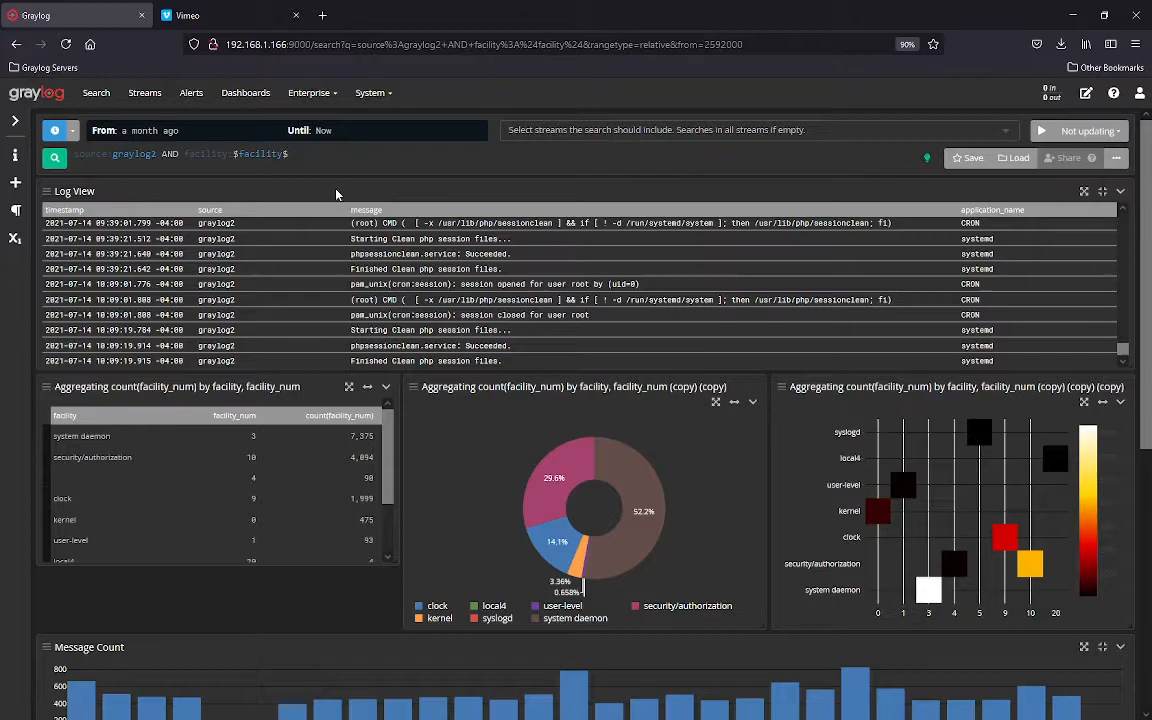 Graylog
Vimeo
192.168.1.166:9000/search?q=source%3Agraylog2+AND+facility%3A%24facility%24&rangetype=relative&from=2592000
90%
Graylog Servers
Other Bookmarks
graylog
Search
Streams
Alerts
Dashboards
Enterprise
System
0 in
0 out
From: a month ago
Until: Now
Select streams the search should include. Searches in all streams if empty.
Not updating
source:graylog2 AND facility:$facility$
Save
Load
Share
Log View
timestamp source message application_name
2021-07-14 09:39:01.799 -04:00 graylog2 (root) CMD ( [ -x /usr/lib/php/sessionclean ] && if [ ! -d /run/systemd/system ]; then /usr/lib/php/sessionclean; fi) CRON
2021-07-14 09:39:21.512 -04:00 graylog2 Starting Clean php session files... systemd
2021-07-14 09:39:21.640 -04:00 graylog2 phpsessionclean.service: Succeeded. systemd
2021-07-14 09:39:21.642 -04:00 graylog2 Finished Clean php session files. systemd
2021-07-14 10:09:01.776 -04:00 graylog2 pam_unix(cron:session): session opened for user root by (uid=0) CRON
2021-07-14 10:09:01.808 -04:00 graylog2 (root) CMD ( [ -x /usr/lib/php/sessionclean ] && if [ ! -d /run/systemd/system ]; then /usr/lib/php/sessionclean; fi) CRON
2021-07-14 10:09:01.808 -04:00 graylog2 pam_unix(cron:session): session closed for user root CRON
2021-07-14 10:09:19.784 -04:00 graylog2 Starting Clean php session files... systemd
2021-07-14 10:09:19.914 -04:00 graylog2 phpsessionclean.service: Succeeded. systemd
2021-07-14 10:09:19.915 -04:00 graylog2 Finished Clean php session files. systemd
Aggregating count(facility_num) by facility, facility_num
facility facility_num count(facility_num)
system daemon 3 7,375
security/authorization 10 4,094
4 90
clock 9 1,999
kernel 0 475
user-level 1 93
Aggregating count(facility_num) by facility, facility_num (copy) (copy)
29.6%
52.2%
14.1%
3.36%
0.658%
clock
local4
user-level
security/authorization
kernel
syslogd
system daemon
Aggregating count(facility_num) by facility, facility_num (copy) (copy) (copy)
syslogd
local4
user-level
kernel
clock
security/authorization
system daemon
0 1 3 4 5 9 10 20
Message Count
800
600
400